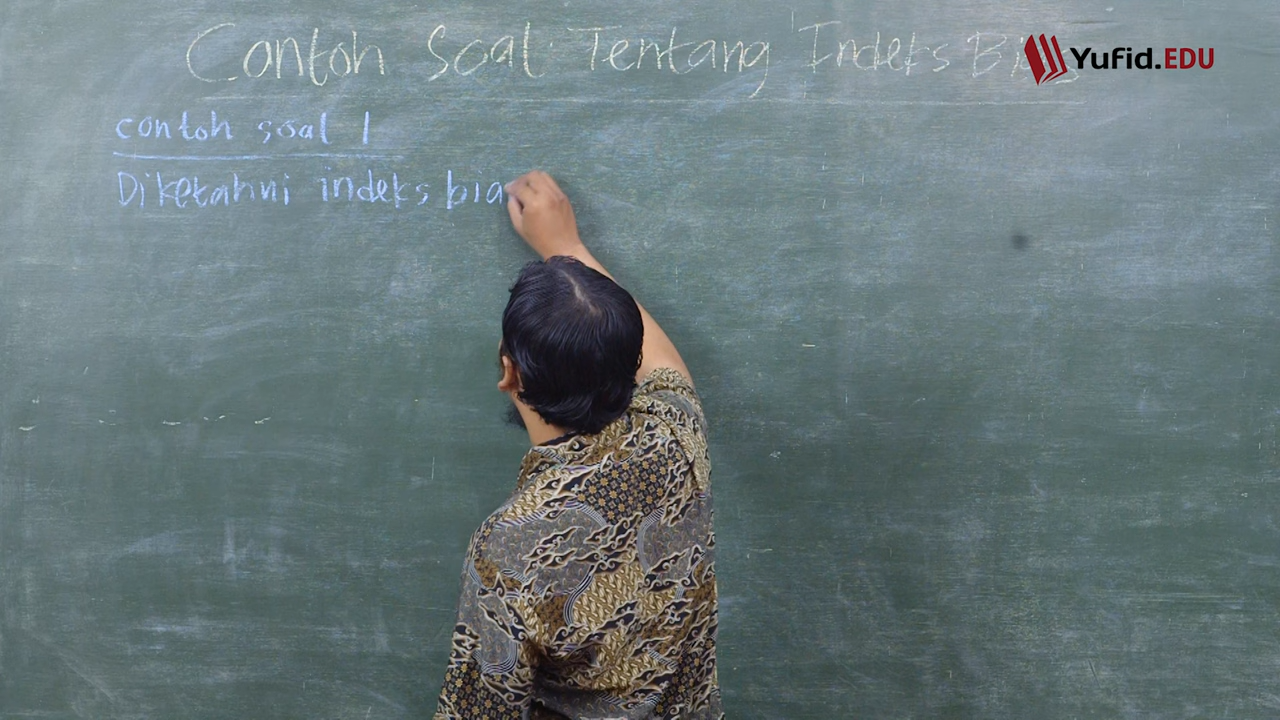 Contoh Soal Tentang Indeks Bias
Yufid.EDU
contoh soal 1
Diketahui indeks bia